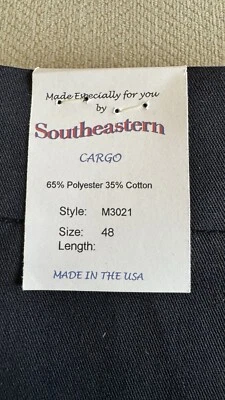 Made Especially for you
by
Southeastern
CARGO
65% Polyester 35% Cotton
Style: M3021
Size: 48
Length:
MADE IN THE USA